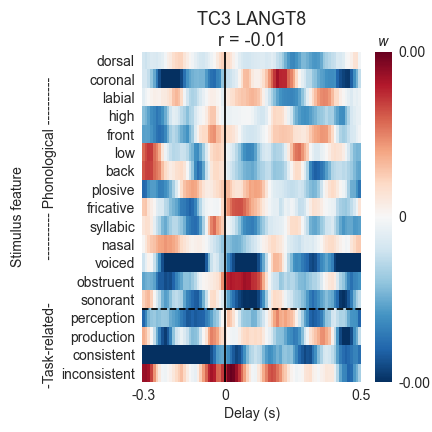 TC3 LANGT8
r = -0.01
w
Stimulus feature
---------- Phonological ----------
-Task-related-
dorsal
coronal
labial
high
front
low
back
plosive
fricative
syllabic
nasal
voiced
obstruent
sonorant
perception
production
consistent
inconsistent
0.00
0
-0.00
-0.3
0
0.5
Delay (s)